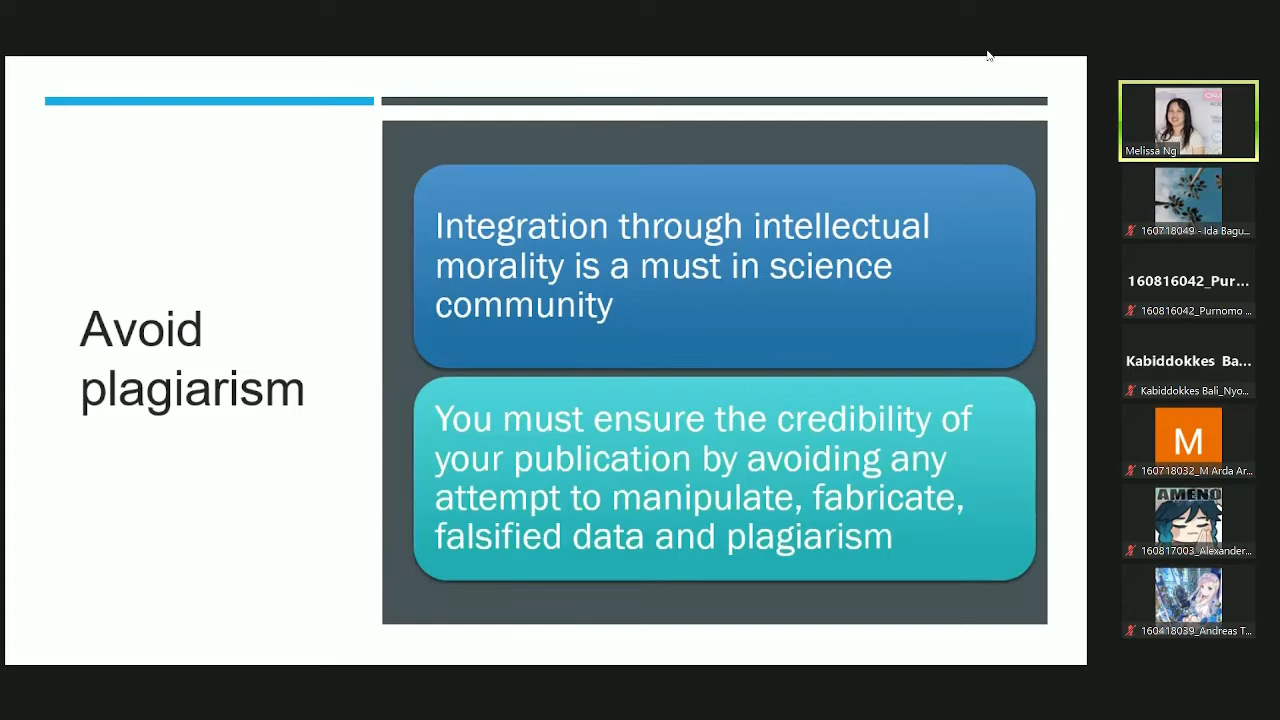 Avoid
plagiarism
Integration through intellectual
morality is a must in science
community
You must ensure the credibility of
your publication by avoiding any
attempt to manipulate, fabricate,
falsified data and plagiarism
Melissa Ng
160718049 - Ida Bagu...
160816042_Pur...
160816042_Purnomo ...
Kabiddokkes Ba...
Kabiddokkes Bali_Nyo...
M
160718032_M Arda Ar...
AMENO
160817003_Alexander...
160418039_Andreas T...